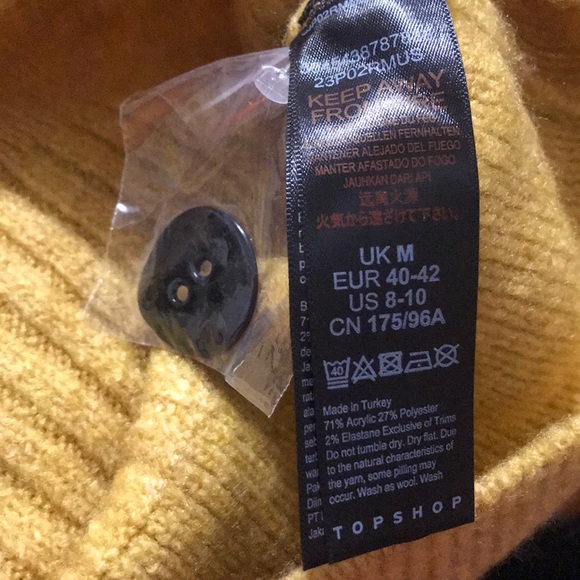 23P02RMUS
KEEP AWAY
MANTENER ALEJADO DEL FUEGO
MANTER AFASTADO DO FOGO
JAUHKAN DARI API
远离火源
火気から遠ざけて下さい。
UK M
EUR 40-42
US 8-10
CN 175/96A
40
Made in Turkey
71% Acrylic 27% Polyester
2% Elastane Exclusive of Trims
Do not tumble dry. Dry flat. Due
to the natural characteristics of
the yarn, some pilling may
occur. Wash as wool. Wash
TOPSHOP